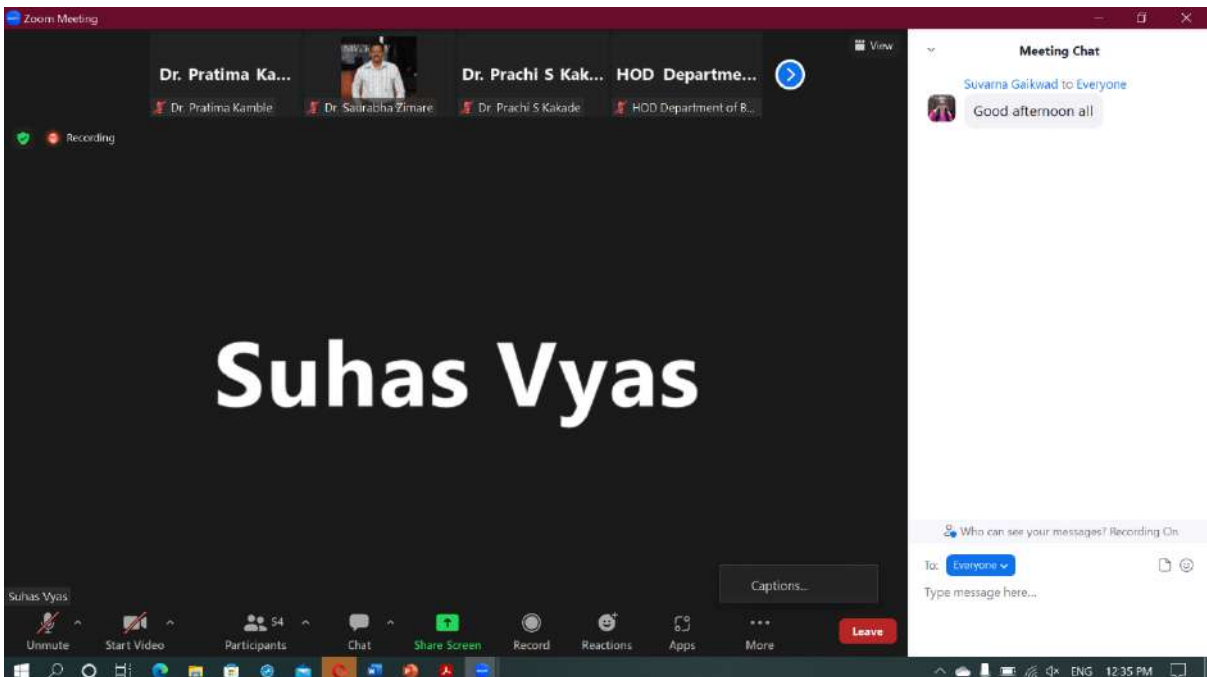 Zoom Meeting
View
Dr. Pratima Ka...
Dr. Prachi S Kak...
HOD Departme...
Dr. Pratima Kamble
Dr. Saurabha Zimare
Dr. Prachi S Kakade
HOD Department of B...
Recording
Suhas Vyas
Captions...
Suhas Vyas
54
Unmute
Start Video
Participants
Chat
Share Screen
Record
Reactions
Apps
More
Leave
Meeting Chat
Suvarna Gaikwad to Everyone
Good afternoon all
Who can see your messages? Recording On
To: Everyone
Type message here...
ENG 12:35 PM